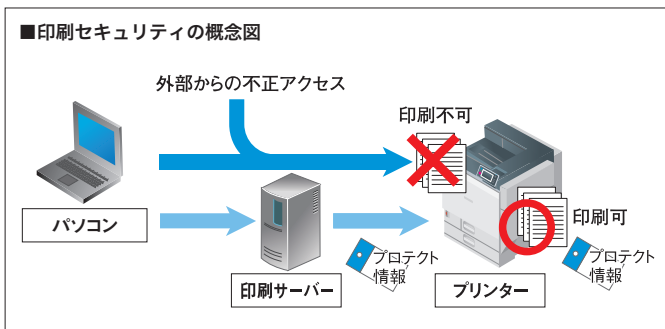 ■印刷セキュリティの概念図
外部からの不正アクセス
印刷不可
パソコン
印刷サーバー
プロテクト
情報
プリンター
印刷可
プロテクト
情報